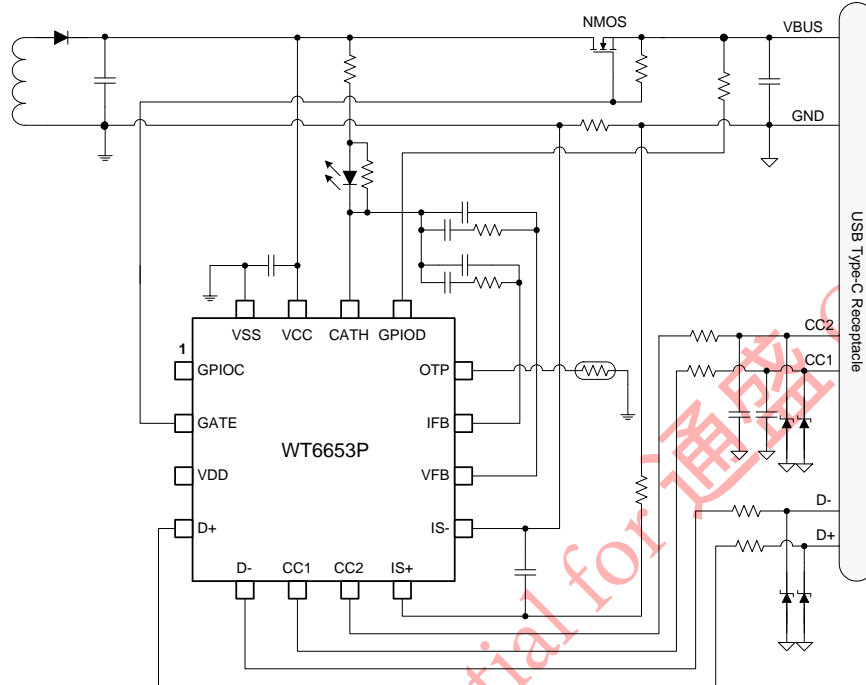 NMOS
VBUS
GND
USB Type-C Receptacle
CC2
CC1
D-
D+
VSS
VCC
CATH
GPIOD
1
GPIOC
OTP
GATE
IFB
WT6653P
VDD
VFB
D+
IS-
D-
CC1
CC2
IS+
tial for 通盛